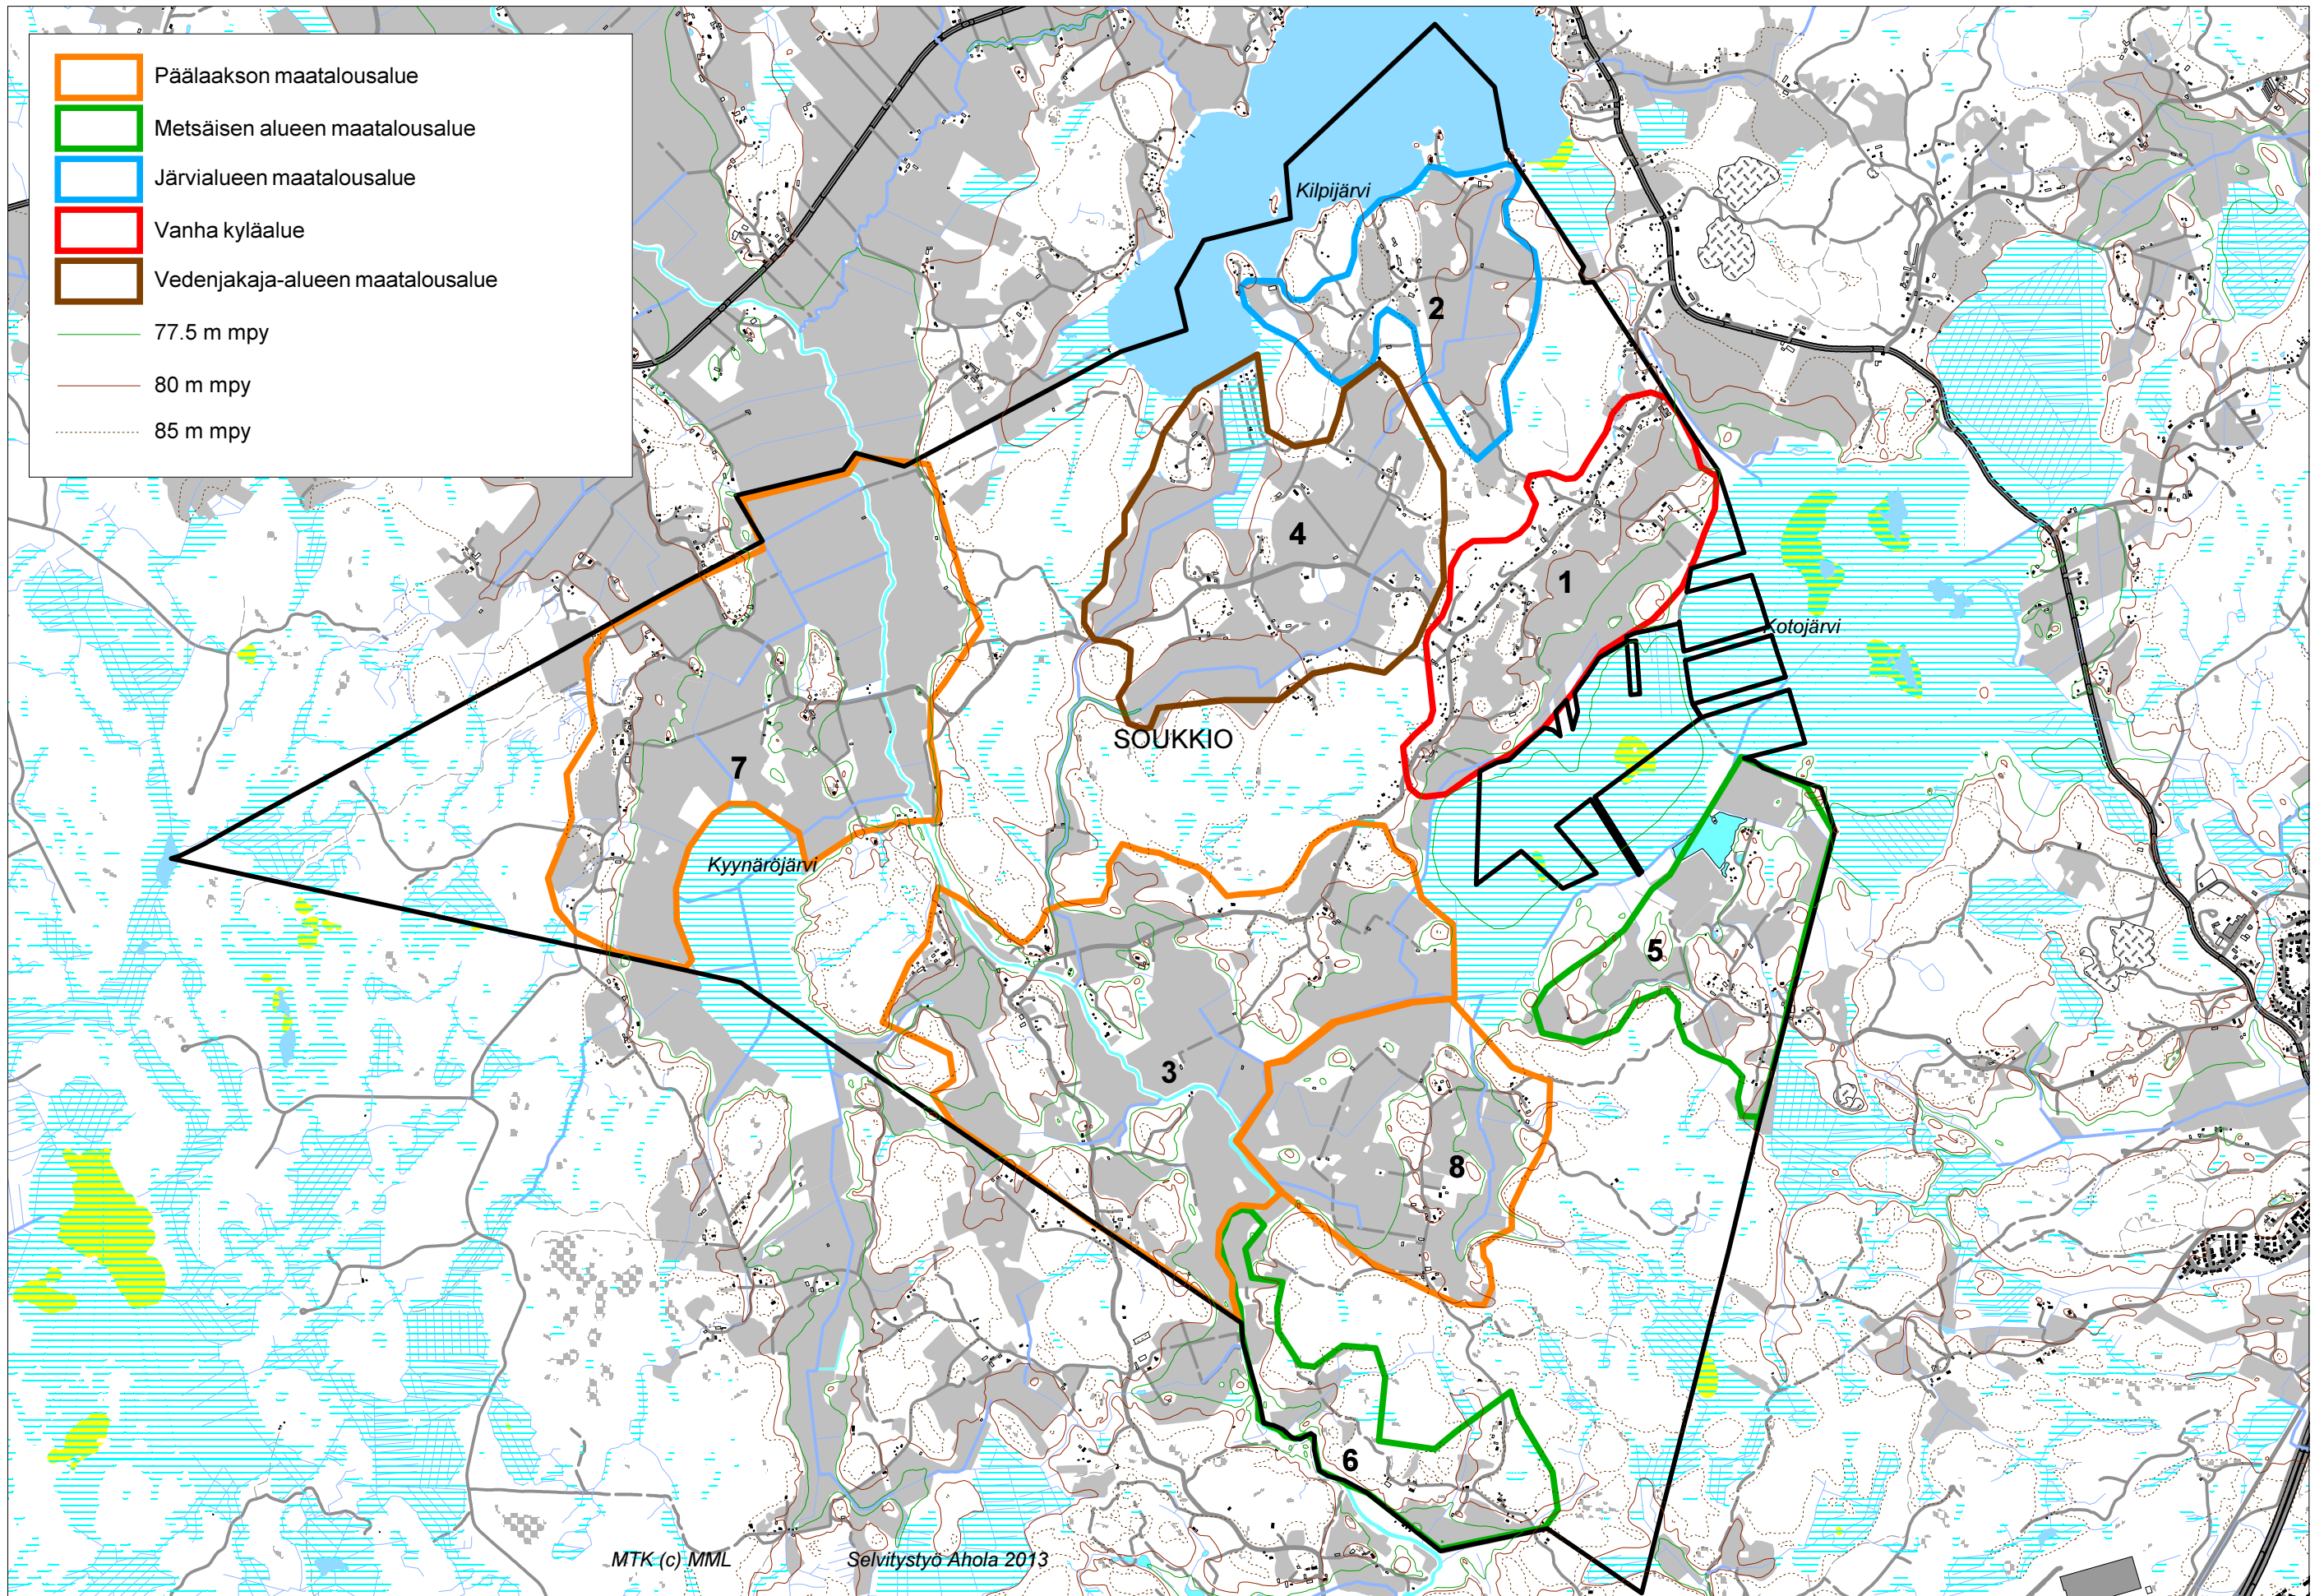 Päälaakson maatalousalue
Metsäisen alueen maatalousalue
Järvialueen maatalousalue
Vanha kyläalue
Vedenjakaja-alueen maatalousalue
77.5 m mpy
80 m mpy
85 m mpy
Kilpijärvi
2
4
1
Kotojärvi
SOUKKIO
7
Kyynäröjärvi
5
3
8
6
MTK (c) MML
Selvitystyö Ahola 2013